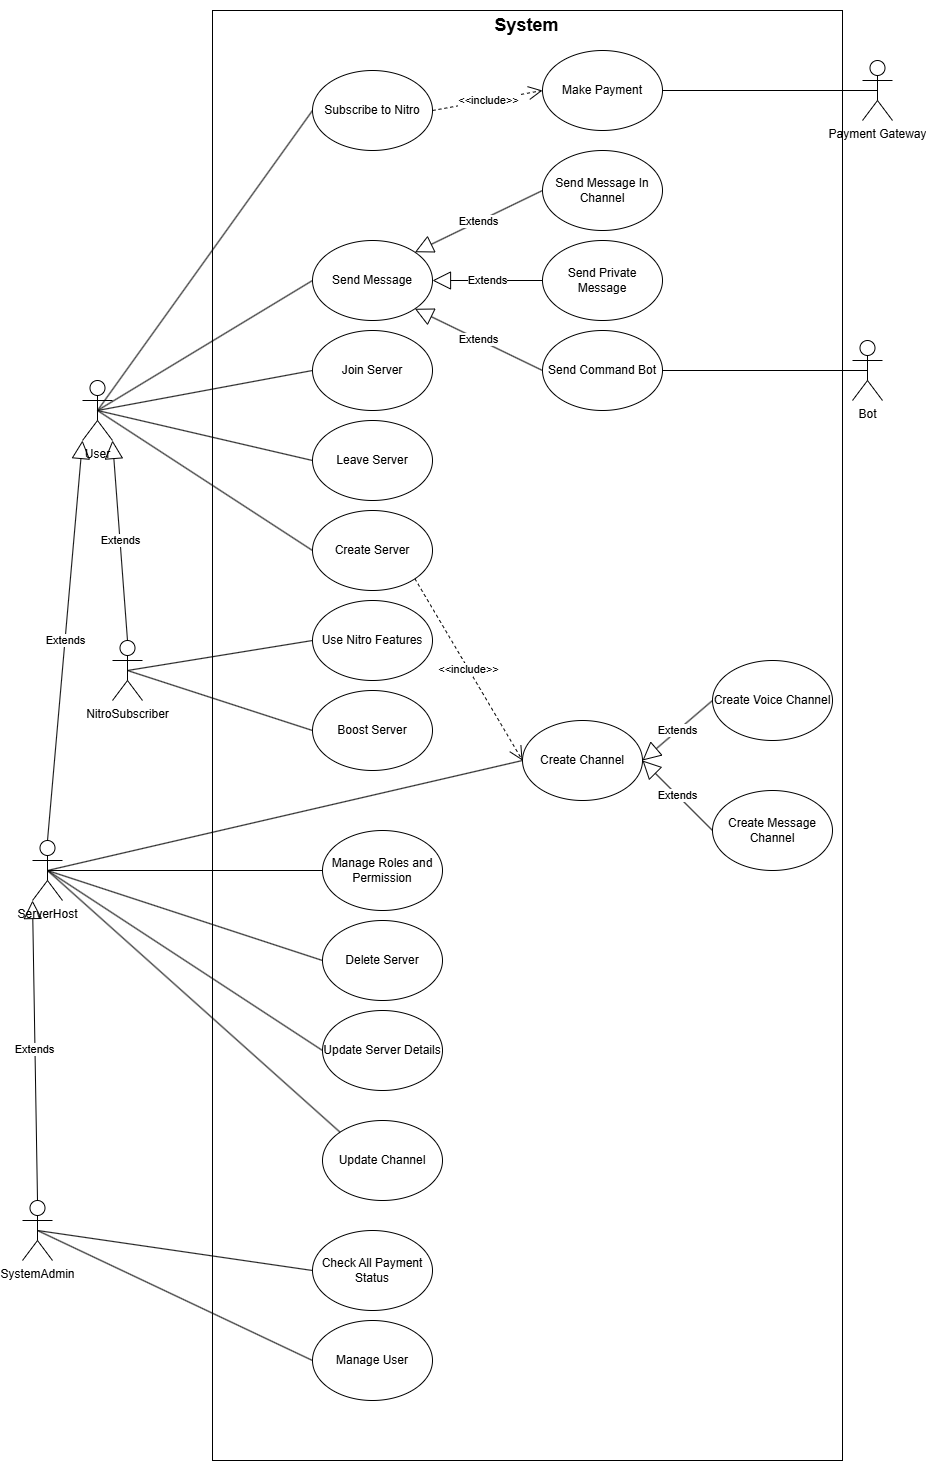 System
Subscribe to Nitro
<<include>>
Make Payment
Payment Gateway
Send Message In
Channel
Extends
Send Message
Extends
Send Private
Message
Extends
Join Server
Send Command Bot
Bot
User
Leave Server
Extends
Create Server
Extends
Use Nitro Features
<<include>>
NitroSubscriber
Boost Server
Create Voice Channel
Extends
Create Channel
Extends
Create Message
Channel
Manage Roles and
Permission
ServerHost
Delete Server
Extends
Update Server Details
Update Channel
SystemAdmin
Check All Payment
Status
Manage User